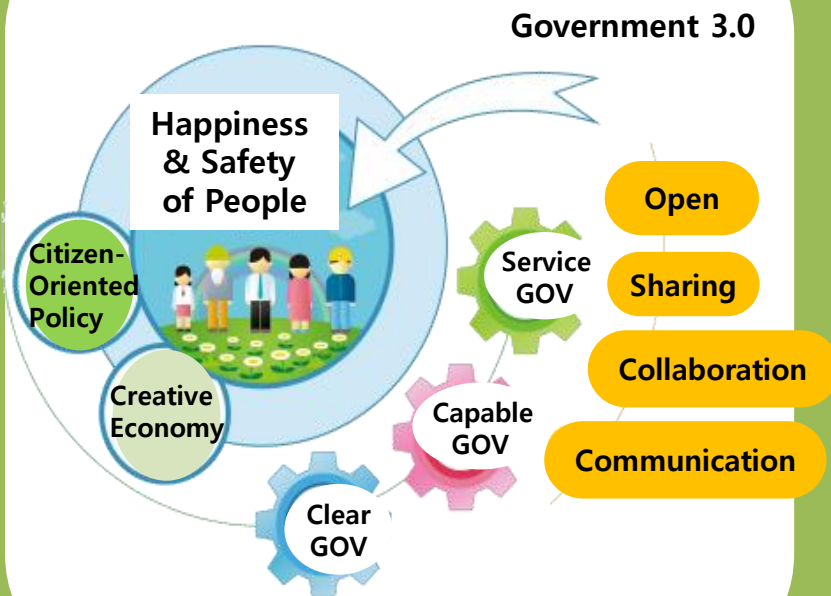 Government 3.0
Happiness
& Safety
of People
Citizen-
Oriented
Policy
Creative
Economy
Service
GOV
Capable
GOV
Clear
GOV
Open
Sharing
Collaboration
Communication